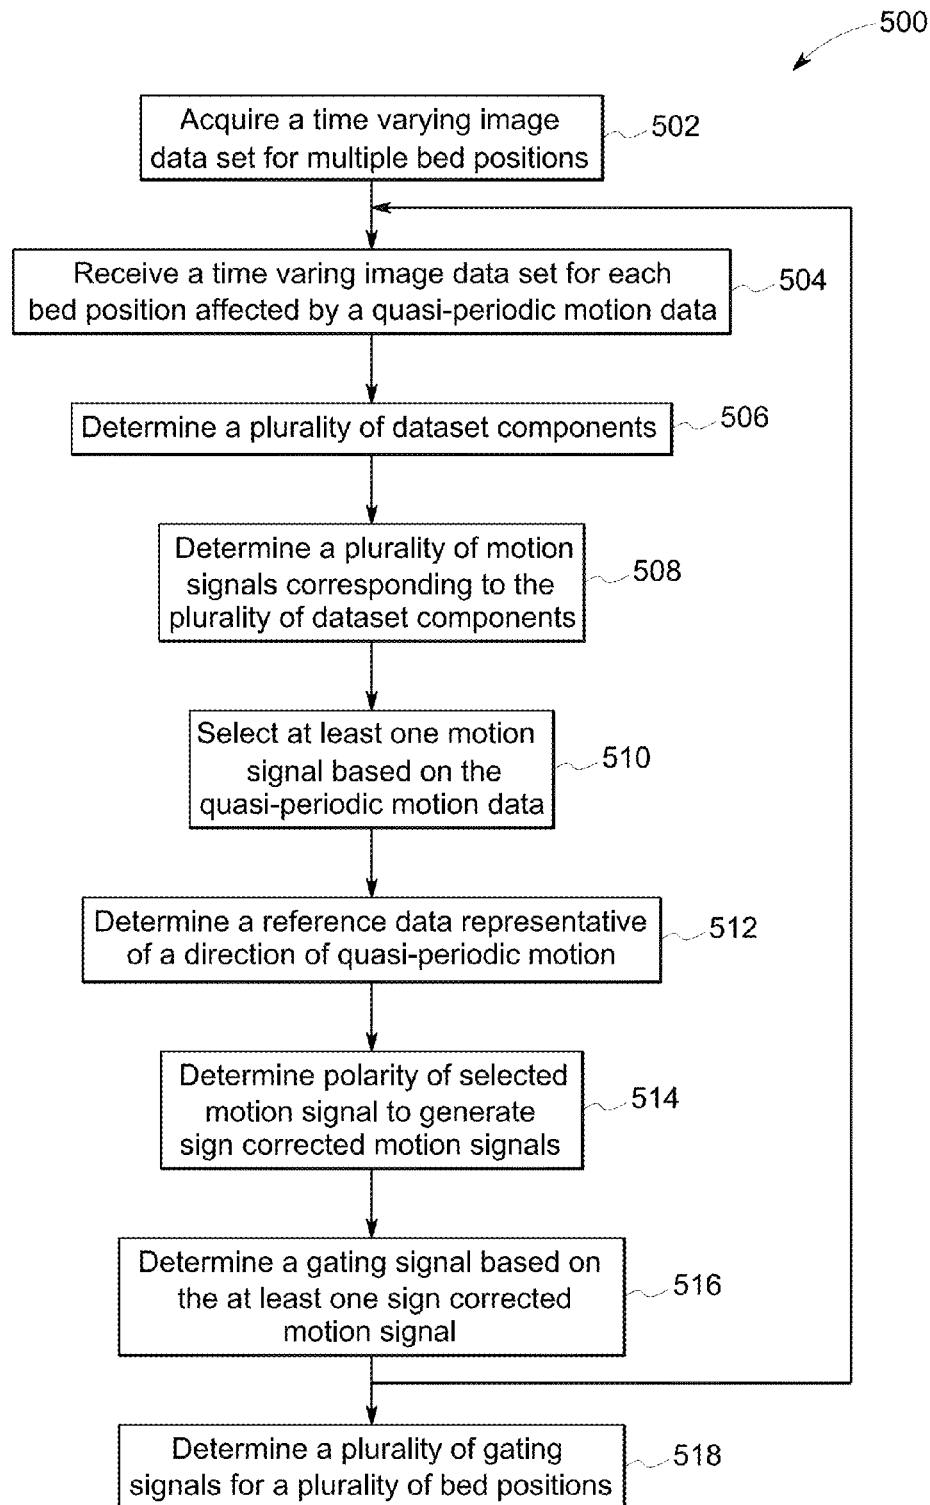 500
Acquire a time varying image
data set for multiple bed positions
502
Receive a time varing image data set for each
bed position affected by a quasi-periodic motion data
504
Determine a plurality of dataset components
506
Determine a plurality of motion
signals corresponding to the
plurality of dataset components
508
Select at least one motion
signal based on the
quasi-periodic motion data
510
Determine a reference data representative
of a direction of quasi-periodic motion
512
Determine polarity of selected
motion signal to generate
sign corrected motion signals
514
Determine a gating signal based on
the at least one sign corrected
motion signal
516
Determine a plurality of gating
signals for a plurality of bed positions
518